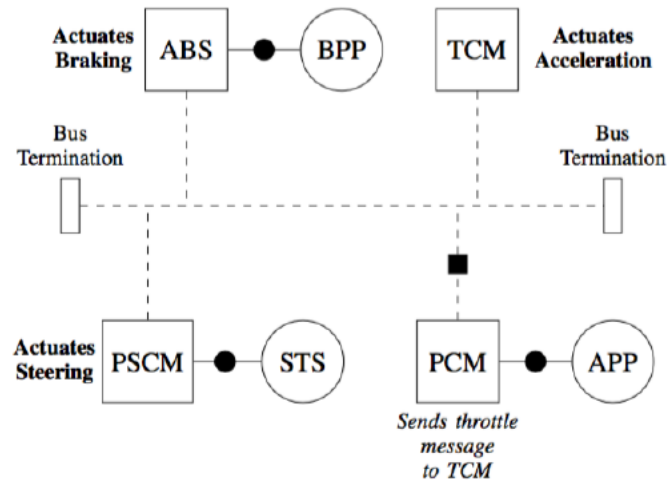 Actuates
Braking
ABS
BPP
TCM
Actuates
Acceleration
Bus
Termination
Bus
Termination
Actuates
Steering
PSCM
STS
PCM
APP
Sends throttle
message
to TCM